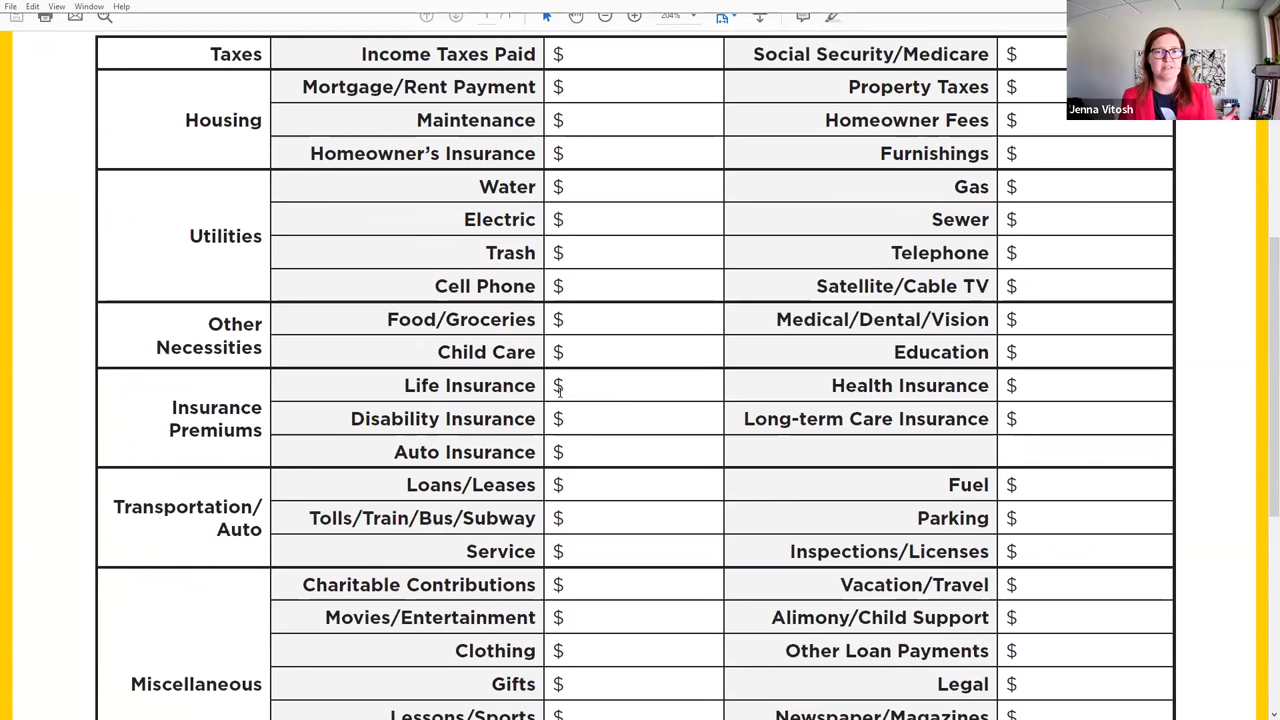 File Edit View Window Help
1 / 1 204%
Jenna Vitosh
Taxes Income Taxes Paid $ Social Security/Medicare $
Housing Mortgage/Rent Payment $ Property Taxes $
Maintenance $ Homeowner Fees $
Homeowner’s Insurance $ Furnishings $
Utilities Water $ Gas $
Electric $ Sewer $
Trash $ Telephone $
Cell Phone $ Satellite/Cable TV $
Other Necessities Food/Groceries $ Medical/Dental/Vision $
Child Care $ Education $
Insurance Premiums Life Insurance $ Health Insurance $
Disability Insurance $ Long-term Care Insurance $
Auto Insurance $
Transportation/ Auto Loans/Leases $ Fuel $
Tolls/Train/Bus/Subway $ Parking $
Service $ Inspections/Licenses $
Miscellaneous Charitable Contributions $ Vacation/Travel $
Movies/Entertainment $ Alimony/Child Support $
Clothing $ Other Loan Payments $
Gifts $ Legal $
Lessons/Sports $ Newspaper/Magazines $